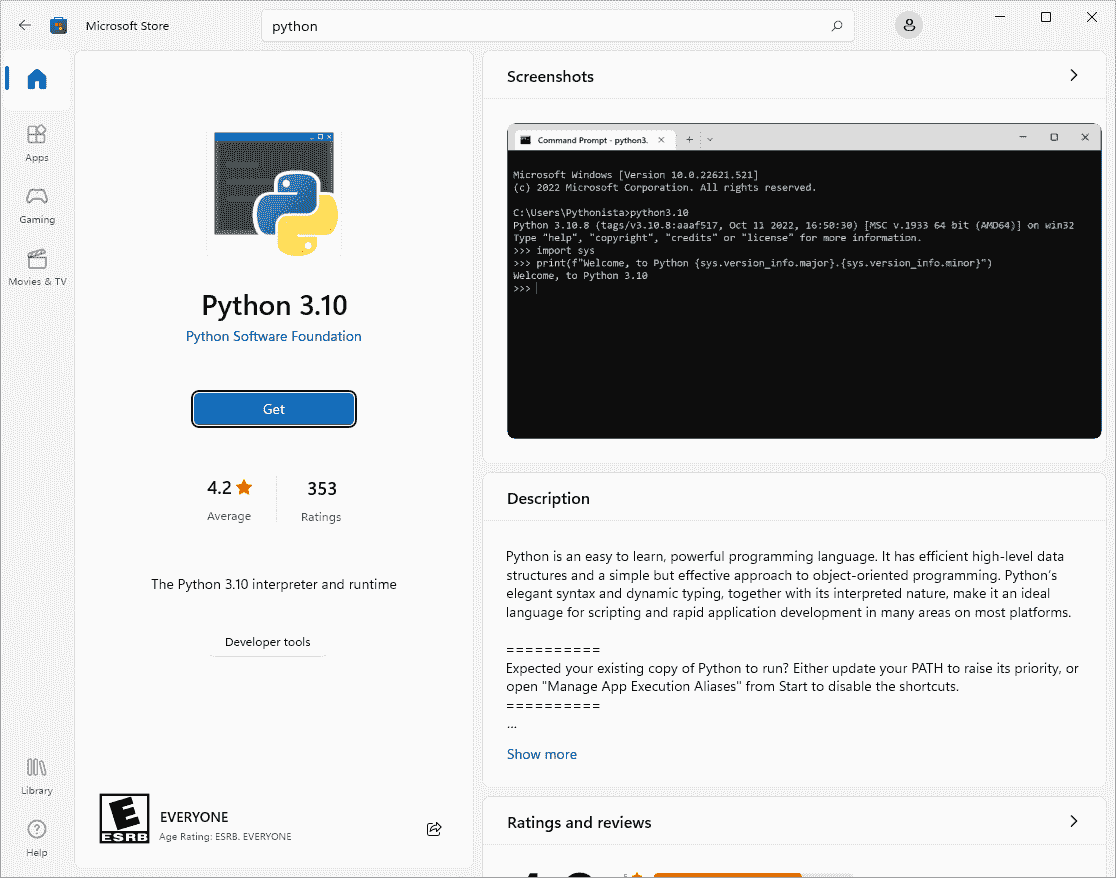 Microsoft Store
python
Apps
Gaming
Movies & TV
Library
Help
Python 3.10
Python Software Foundation
Get
4.2
Average
353
Ratings
The Python 3.10 interpreter and runtime
Developer tools
E
ESRB
EVERYONE
Age Rating: ESRB. EVERYONE
Screenshots
Command Prompt - python3.
Microsoft Windows [Version 10.0.22621.521]
(c) 2022 Microsoft Corporation. All rights reserved.
C:\Users\Pythonista>python3.10
Python 3.10.8 (tags/v3.10.8:aaaf517, Oct 11 2022, 16:50:30) [MSC v.1933 64 bit (AMD64)] on win32
Type "help", "copyright", "credits" or "license" for more information.
>>> import sys
>>> print(f"Welcome, to Python {sys.version_info.major}.{sys.version_info.minor}")
Welcome, to Python 3.10
>>>
Description
Python is an easy to learn, powerful programming language. It has efficient high-level data
structures and a simple but effective approach to object-oriented programming. Python’s
elegant syntax and dynamic typing, together with its interpreted nature, make it an ideal
language for scripting and rapid application development in many areas on most platforms.
==========
Expected your existing copy of Python to run? Either update your PATH to raise its priority, or
open "Manage App Execution Aliases" from Start to disable the shortcuts.
==========
...
Show more
Ratings and reviews